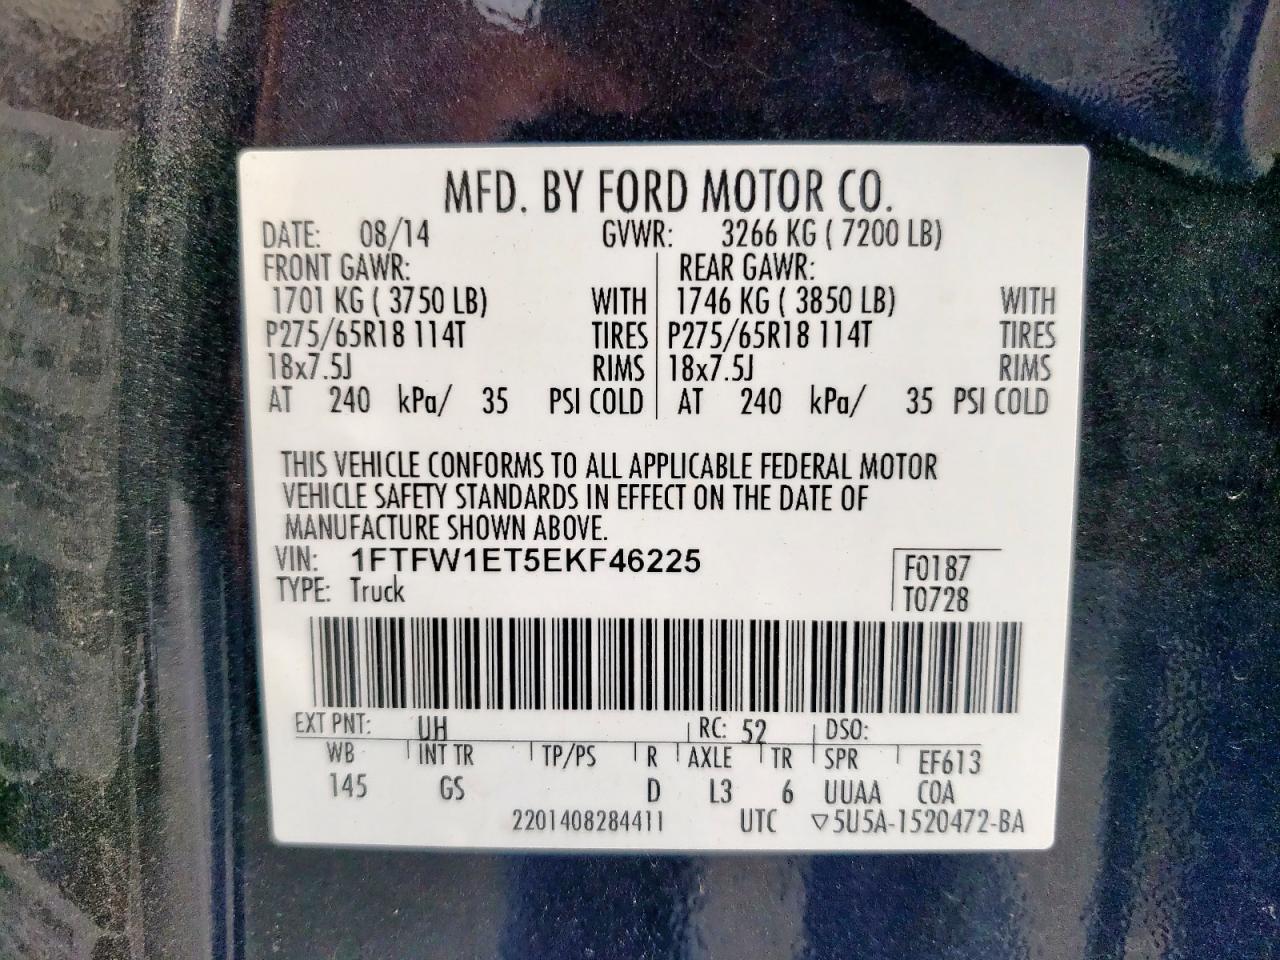 MFD. BY FORD MOTOR CO.
DATE: 08/14 GVWR: 3266 KG ( 7200 LB)
FRONT GAWR: REAR GAWR:
1701 KG ( 3750 LB) WITH 1746 KG ( 3850 LB) WITH
P275/65R18 114T TIRES P275/65R18 114T TIRES
18x7.5J RIMS 18x7.5J RIMS
AT 240 kPa/ 35 PSI COLD AT 240 kPa/ 35 PSI COLD
THIS VEHICLE CONFORMS TO ALL APPLICABLE FEDERAL MOTOR
VEHICLE SAFETY STANDARDS IN EFFECT ON THE DATE OF
MANUFACTURE SHOWN ABOVE.
VIN: 1FTFW1ET5EKF46225 F0187
TYPE: Truck T0728
EXT PNT: UH RC: 52 DSO:
WB INT TR TP/PS R AXLE TR SPR EF613
145 GS D L3 6 UUAA COA
2201408284411 UTC ▽5U5A-1520472-BA